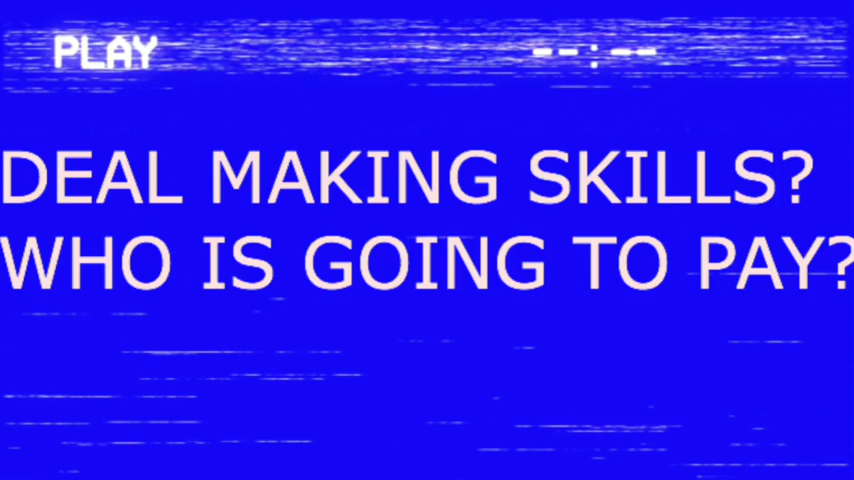 PLAY --:--
DEAL MAKING SKILLS?
WHO IS GOING TO PAY?